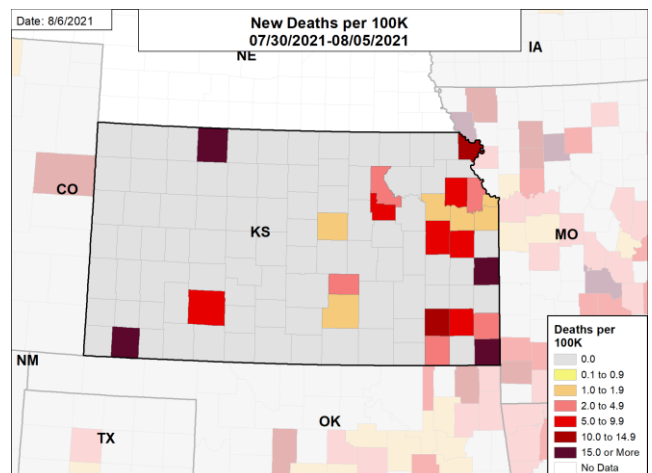 Date: 8/6/2021
New Deaths per 100K
07/30/2021-08/05/2021
NE
IA
CO
KS
MO
NM
OK
TX
Deaths per
100K
0.0
0.1 to 0.9
1.0 to 1.9
2.0 to 4.9
5.0 to 9.9
10.0 to 14.9
15.0 or More
No Data